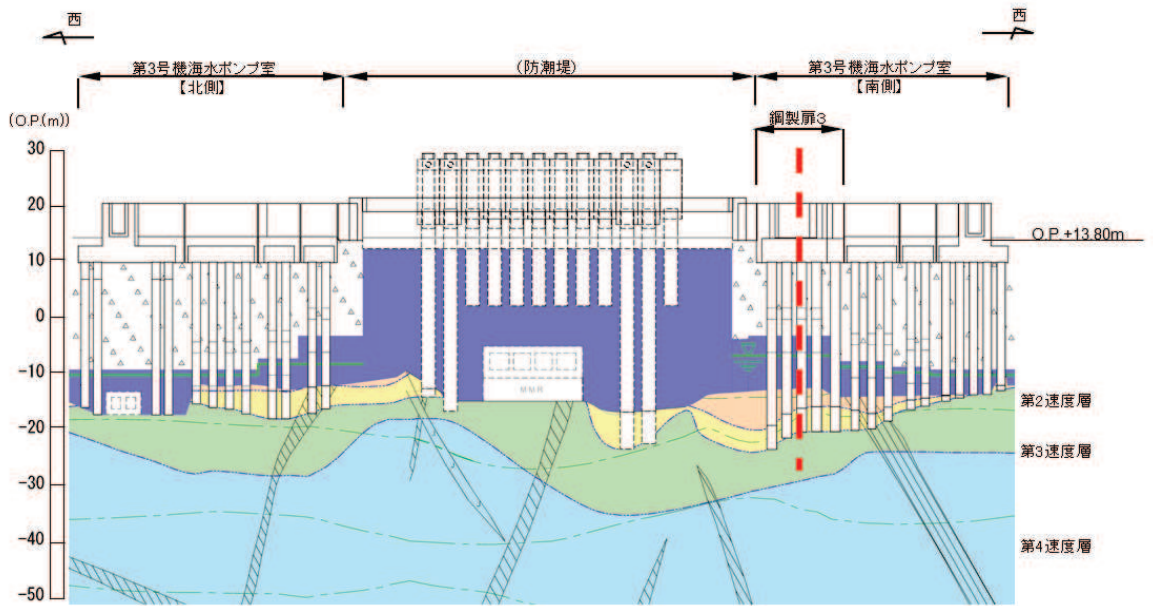 西
西
第3号機海水ポンプ室
【北側】
(防潮堤)
第3号機海水ポンプ室
【南側】
鋼製扉3
(O.P.(m))
30
20
10
0
-10
-20
-30
-40
-50
O.P.+13.80m
MMR
第2速度層
第3速度層
第4速度層